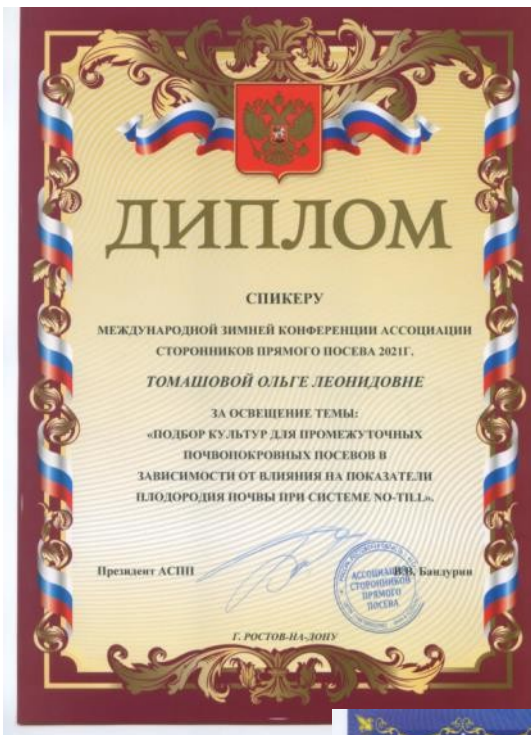 ДИПЛОМ
СПИКЕРУ
МЕЖДУНАРОДНОЙ ЗИМНЕЙ КОНФЕРЕНЦИИ АССОЦИАЦИИ
СТОРОННИКОВ ПРЯМОГО ПОСЕВА 2021Г.
ТОМАШОВОЙ ОЛЬГЕ ЛЕОНИДОВНЕ
ЗА ОСВЕЩЕНИЕ ТЕМЫ:
«ПОДБОР КУЛЬТУР ДЛЯ ПРОМЕЖУТОЧНЫХ
ПОЧВОПОКРОВНЫХ ПОСЕВОВ В
ЗАВИСИМОСТИ ОТ ВЛИЯНИЯ НА ПОКАЗАТЕЛИ
ПЛОДОРОДИЯ ПОЧВЫ ПРИ СИСТЕМЕ NO-TILL».
Президент АСПП В.В. Бандурин
АССОЦИАЦИЯ
СТОРОННИКОВ
ПРЯМОГО
ПОСЕВА
Г. РОСТОВ-НА-ДОНУ